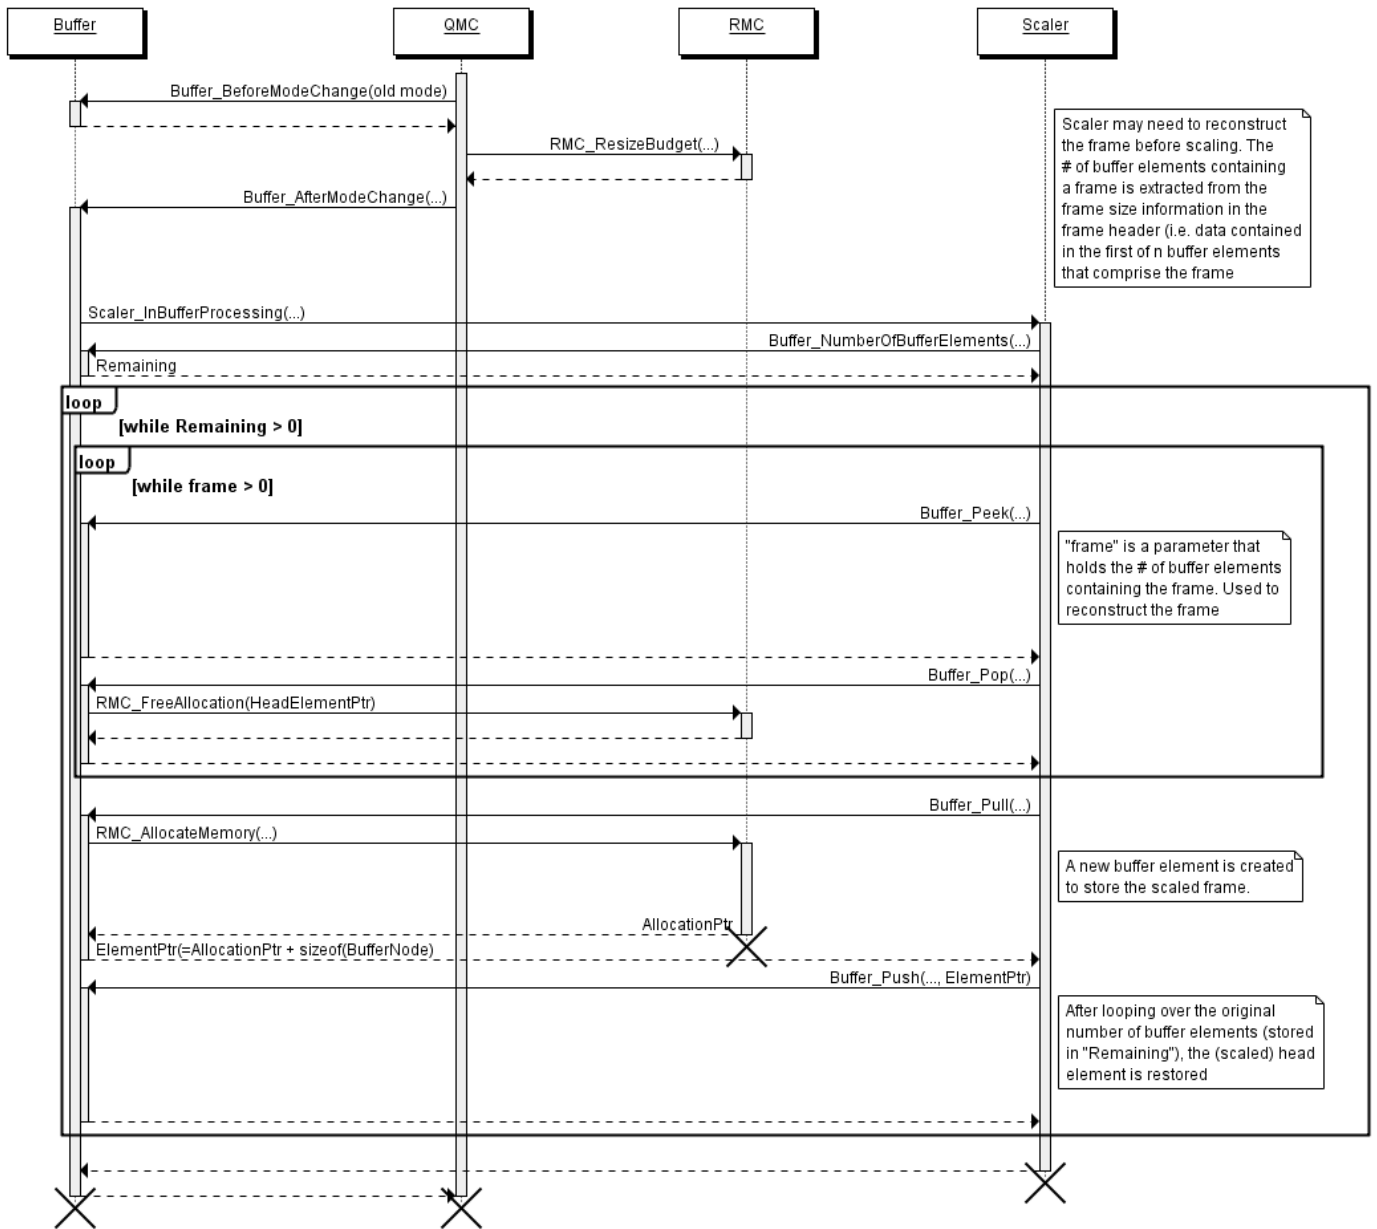 Buffer
QMC
RMC
Scaler
Buffer_BeforeModeChange(old mode)
RMC_ResizeBudget(...)
Buffer_AfterModeChange(...)
Scaler may need to reconstruct
the frame before scaling. The
# of buffer elements containing
a frame is extracted from the
frame size information in the
frame header (i.e. data contained
in the first of n buffer elements
that comprise the frame
Scaler_InBufferProcessing(...)
Buffer_NumberOfBufferElements(...)
Remaining
loop
[while Remaining > 0]
loop
[while frame > 0]
Buffer_Peek(...)
"frame" is a parameter that
holds the # of buffer elements
containing the frame. Used to
reconstruct the frame
Buffer_Pop(...)
RMC_FreeAllocation(HeadElementPtr)
Buffer_Pull(...)
RMC_AllocateMemory(...)
A new buffer element is created
to store the scaled frame.
AllocationPtr
ElementPtr(=AllocationPtr + sizeof(BufferNode)
Buffer_Push(..., ElementPtr)
After looping over the original
number of buffer elements (stored
in "Remaining"), the (scaled) head
element is restored